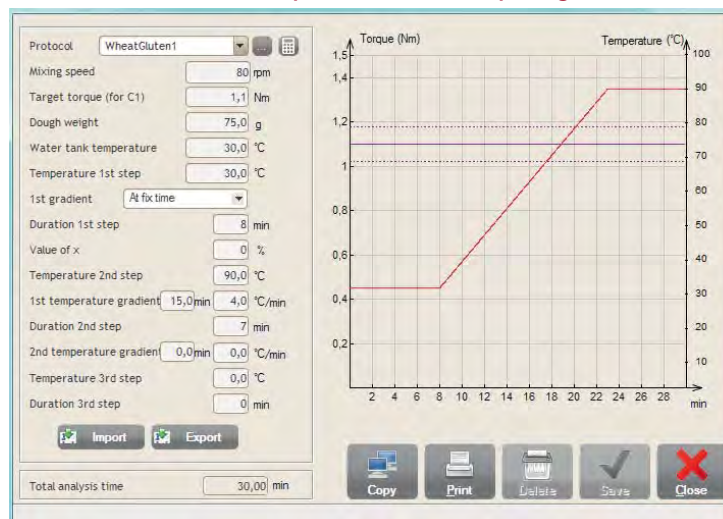 Protocol WheatGluten1 ...
Mixing speed 80 rpm
Target torque (for C1) 1,1 Nm
Dough weight 75,0 g
Water tank temperature 30,0 °C
Temperature 1st step 30,0 °C
1st gradient At fix time
Duration 1st step 8 min
Value of x 0 %
Temperature 2nd step 90,0 °C
1st temperature gradient 15,0 min 4,0 °C/min
Duration 2nd step 7 min
2nd temperature gradient 0,0 min 0,0 °C/min
Temperature 3rd step 0,0 °C
Duration 3rd step 0 min
Import Export
Total analysis time 30,00 min
Torque (Nm) Temperature (°C)
1,5 100
1,4
90
1,2 80
1 70
60
0,8
50
0,6
40
0,4 30
0,2 20
10
2 4 6 8 10 12 14 16 18 20 22 24 26 28 min
Copy Print Delete Save Close